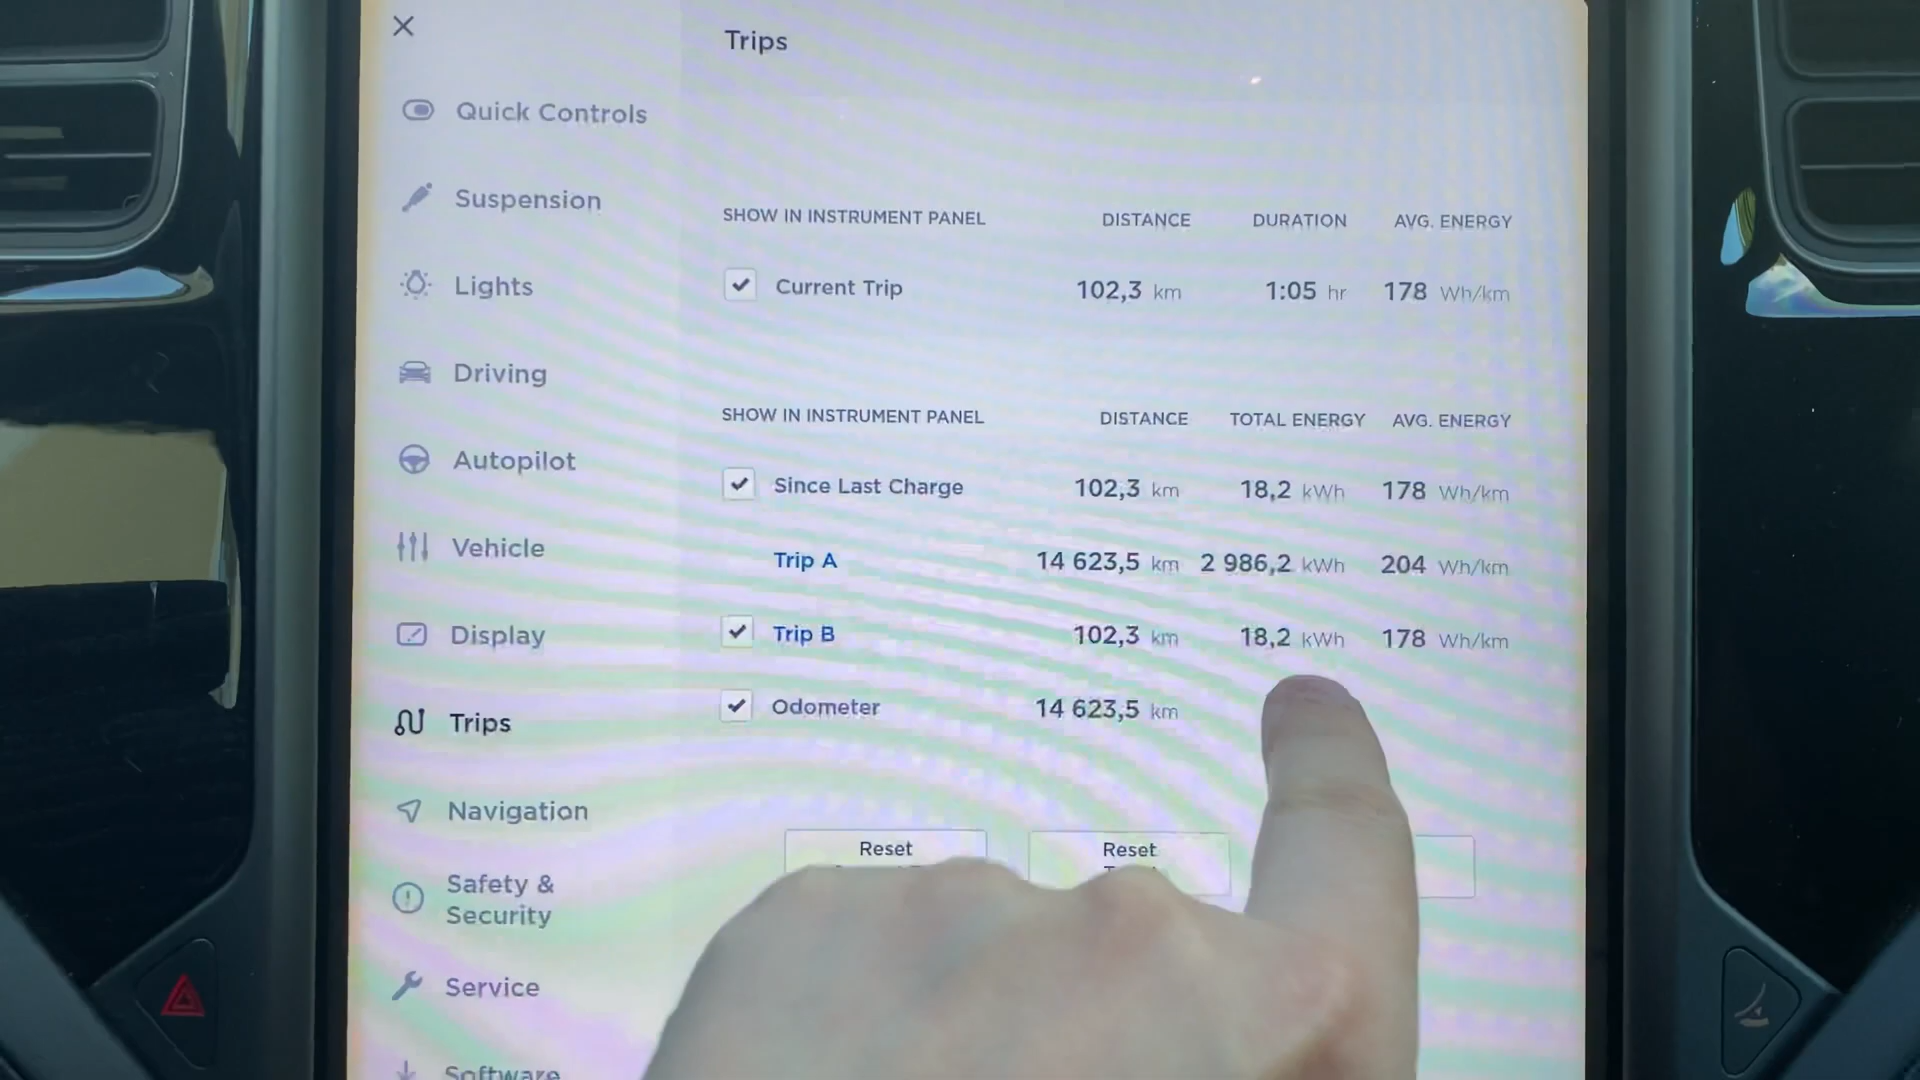 Trips
Quick Controls
Suspension
Lights
Driving
Autopilot
Vehicle
Display
Trips
Navigation
Safety &
Security
Service
Software
SHOW IN INSTRUMENT PANEL DISTANCE DURATION AVG. ENERGY
Current Trip 102,3 km 1:05 hr 178 Wh/km
SHOW IN INSTRUMENT PANEL DISTANCE TOTAL ENERGY AVG. ENERGY
Since Last Charge 102,3 km 18,2 kWh 178 Wh/km
Trip A 14 623,5 km 2 986,2 kWh 204 Wh/km
Trip B 102,3 km 18,2 kWh 178 Wh/km
Odometer 14 623,5 km
Reset Reset